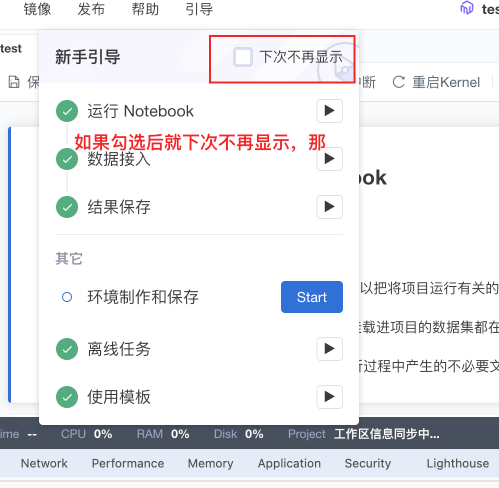 镜像 发布 帮助 引导
tes
test
新手引导 下次不再显示
保 中断 重启Kernel
运行 Notebook
如果勾选后就下次不再显示，那
数据接入
ook
结果保存
其它
环境制作和保存 Start
以把将项目运行有关的
离线任务
挂载进项目的数据集都在
使用模板
析过程中产生的不必要文
ime -- CPU 0% RAM 0% Disk 0% Project 工作区信息同步中...
Network Performance Memory Application Security Lighthouse